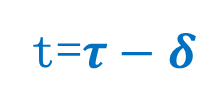 t=𝝉 − 𝜹